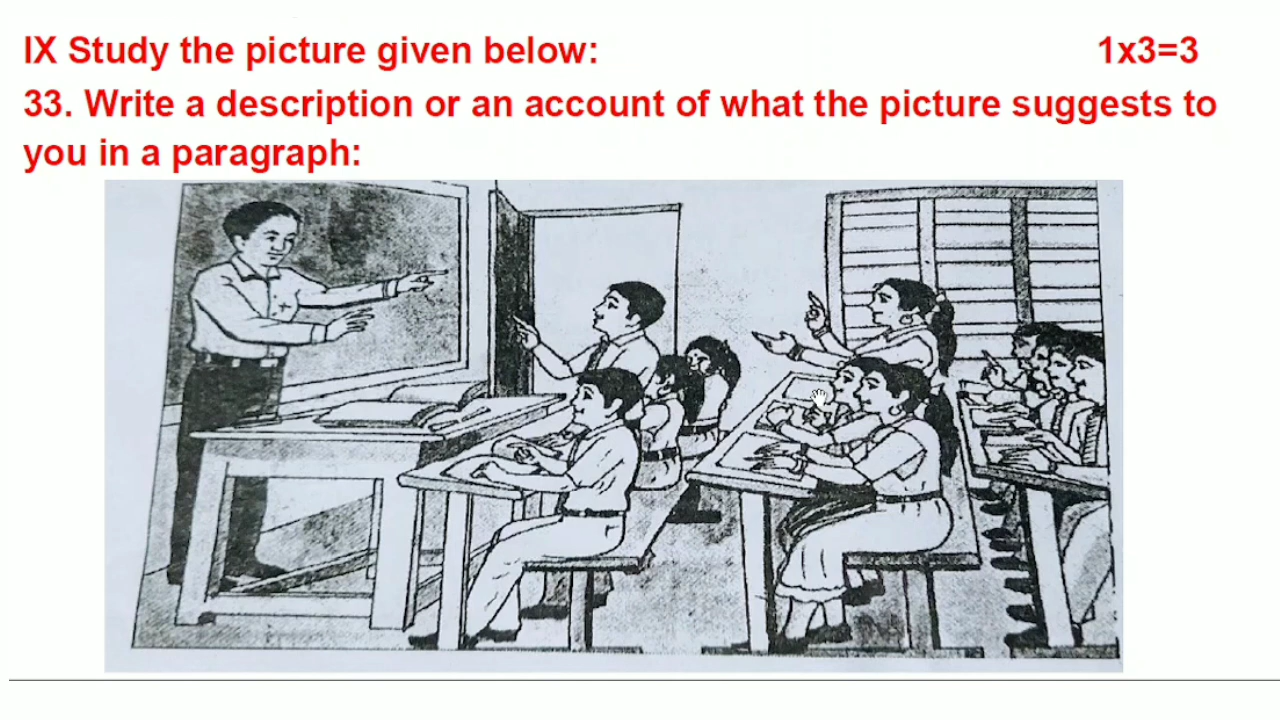 IX Study the picture given below: 1x3=3
33. Write a description or an account of what the picture suggests to
you in a paragraph: